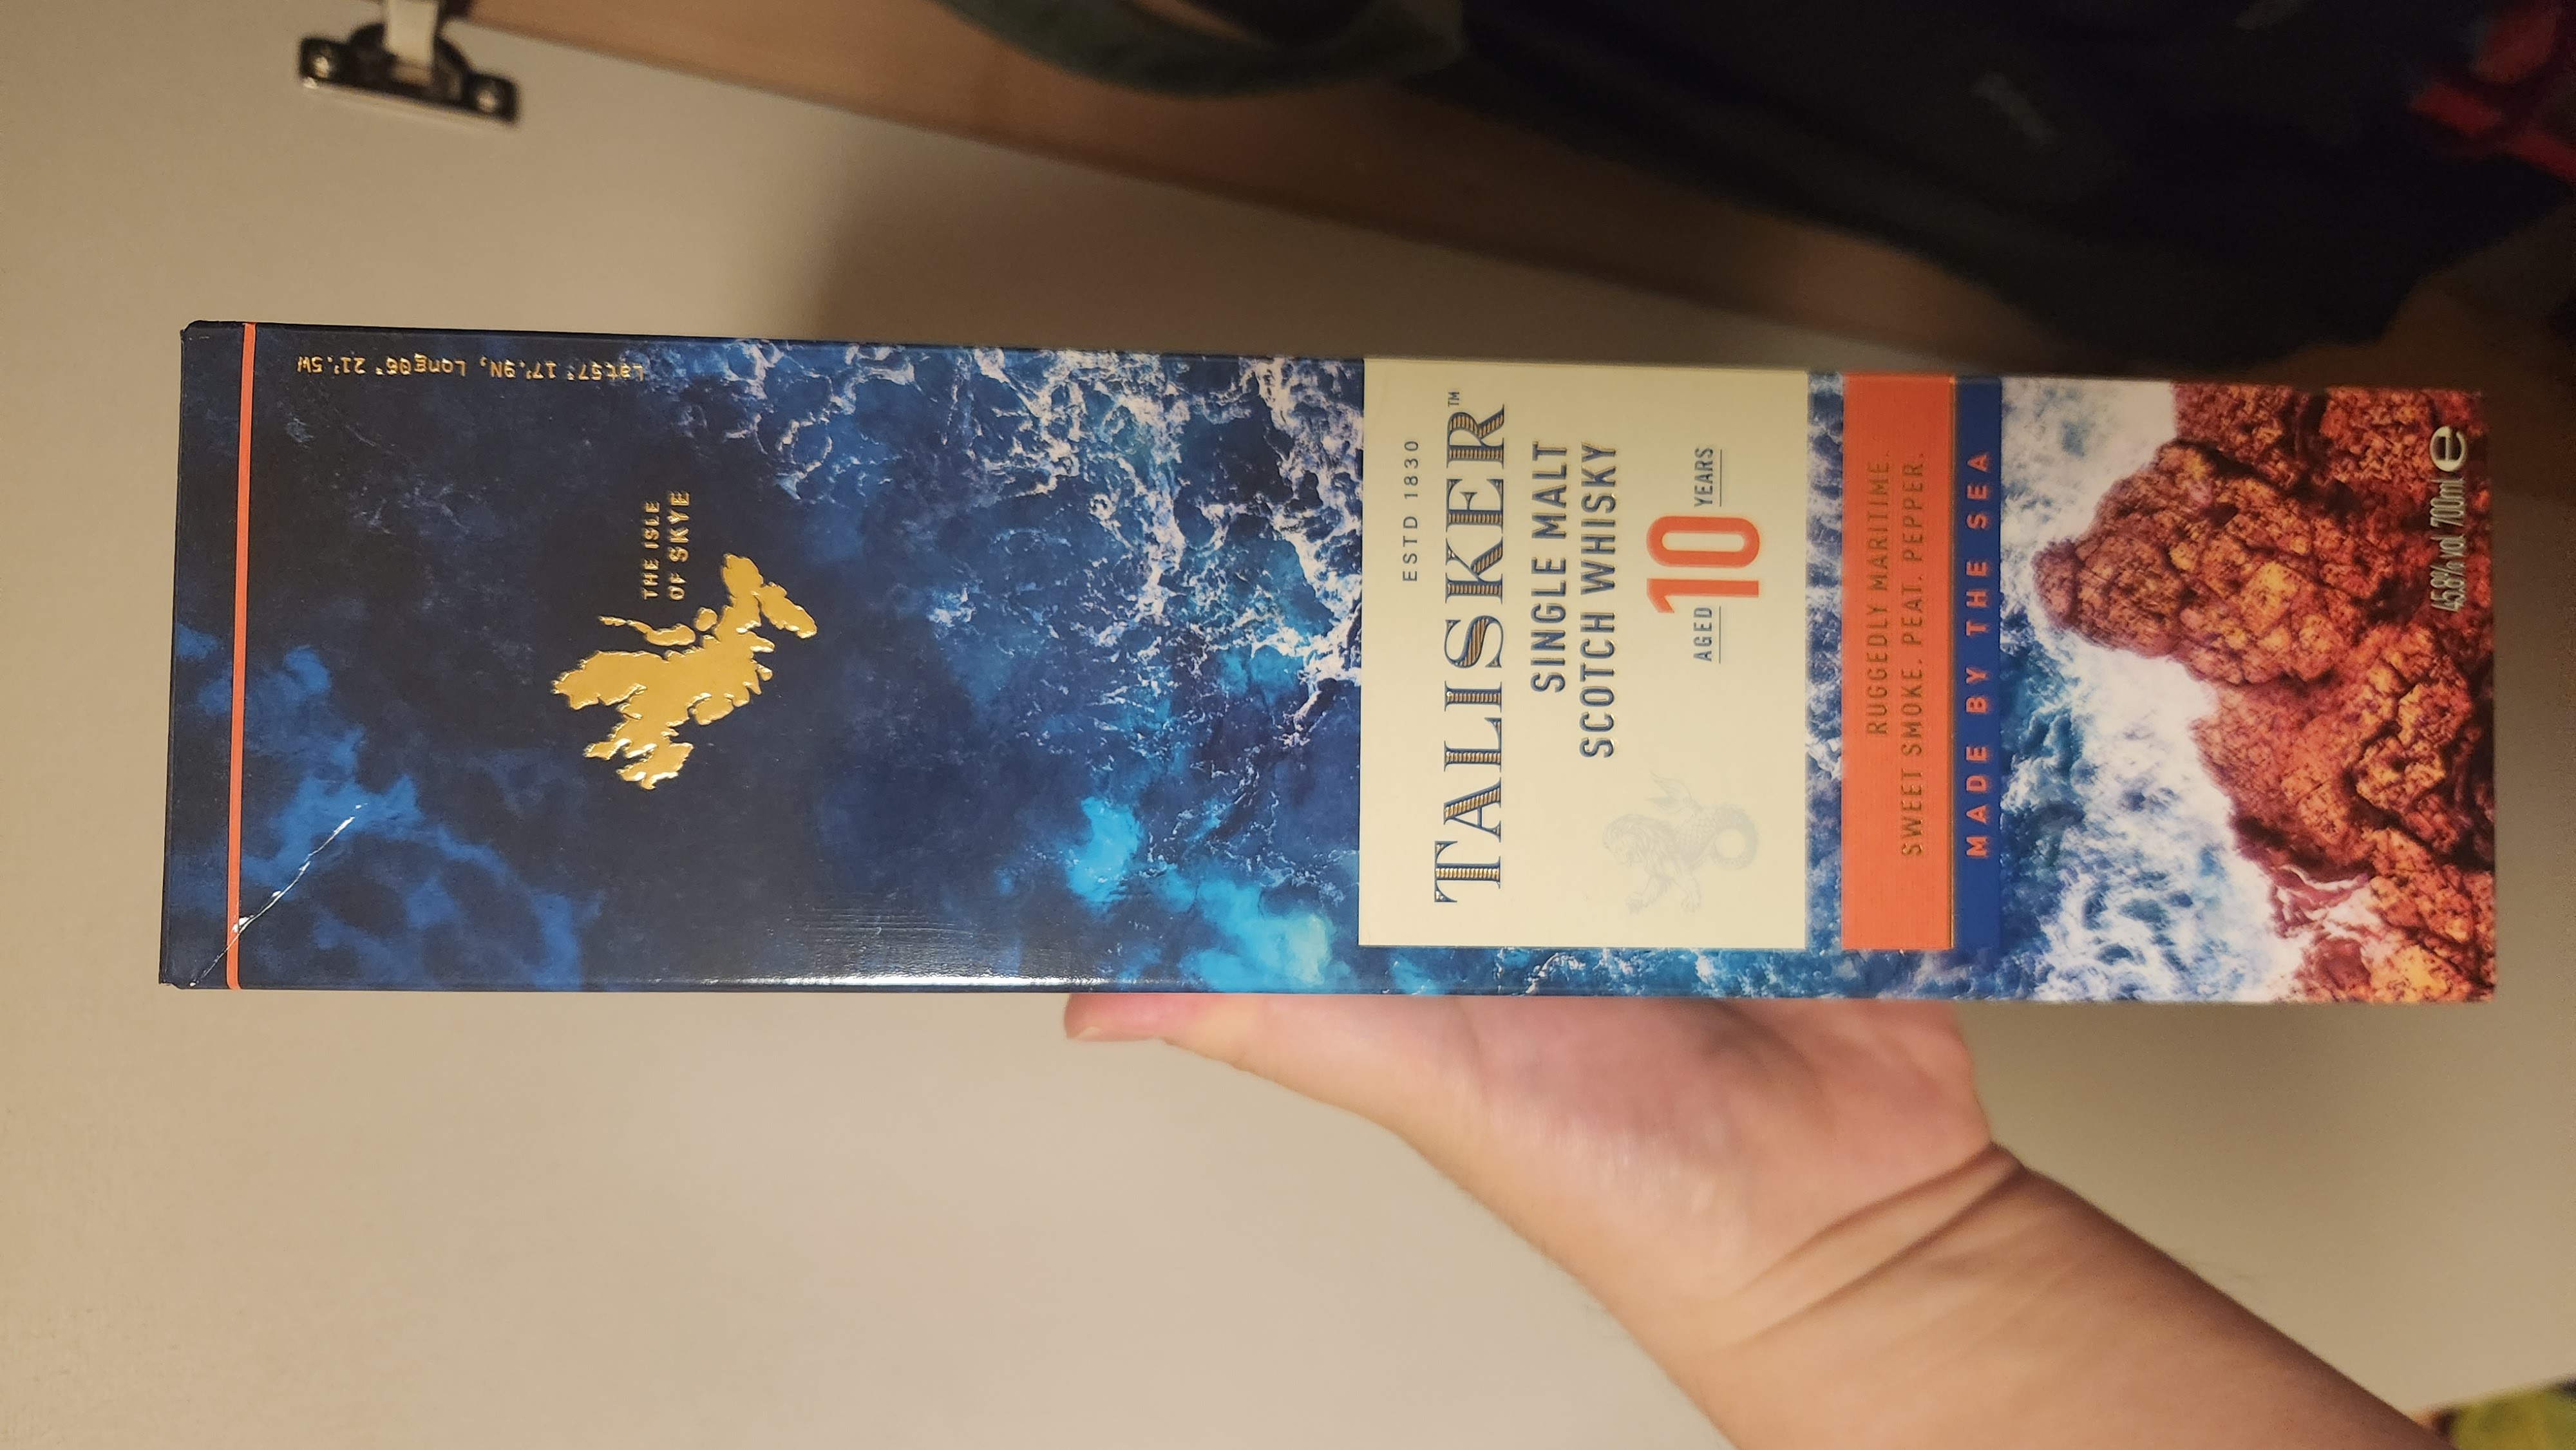 Lat57° 17'.9N, Long06° 21'.5W
THE ISLE
OF SKYE
ESTD 1830
TALISKER™
SINGLE MALT
SCOTCH WHISKY
AGED 10 YEARS
RUGGEDLY MARITIME.
SWEET SMOKE. PEAT. PEPPER.
MADE BY THE SEA
45.8% vol 700ml e